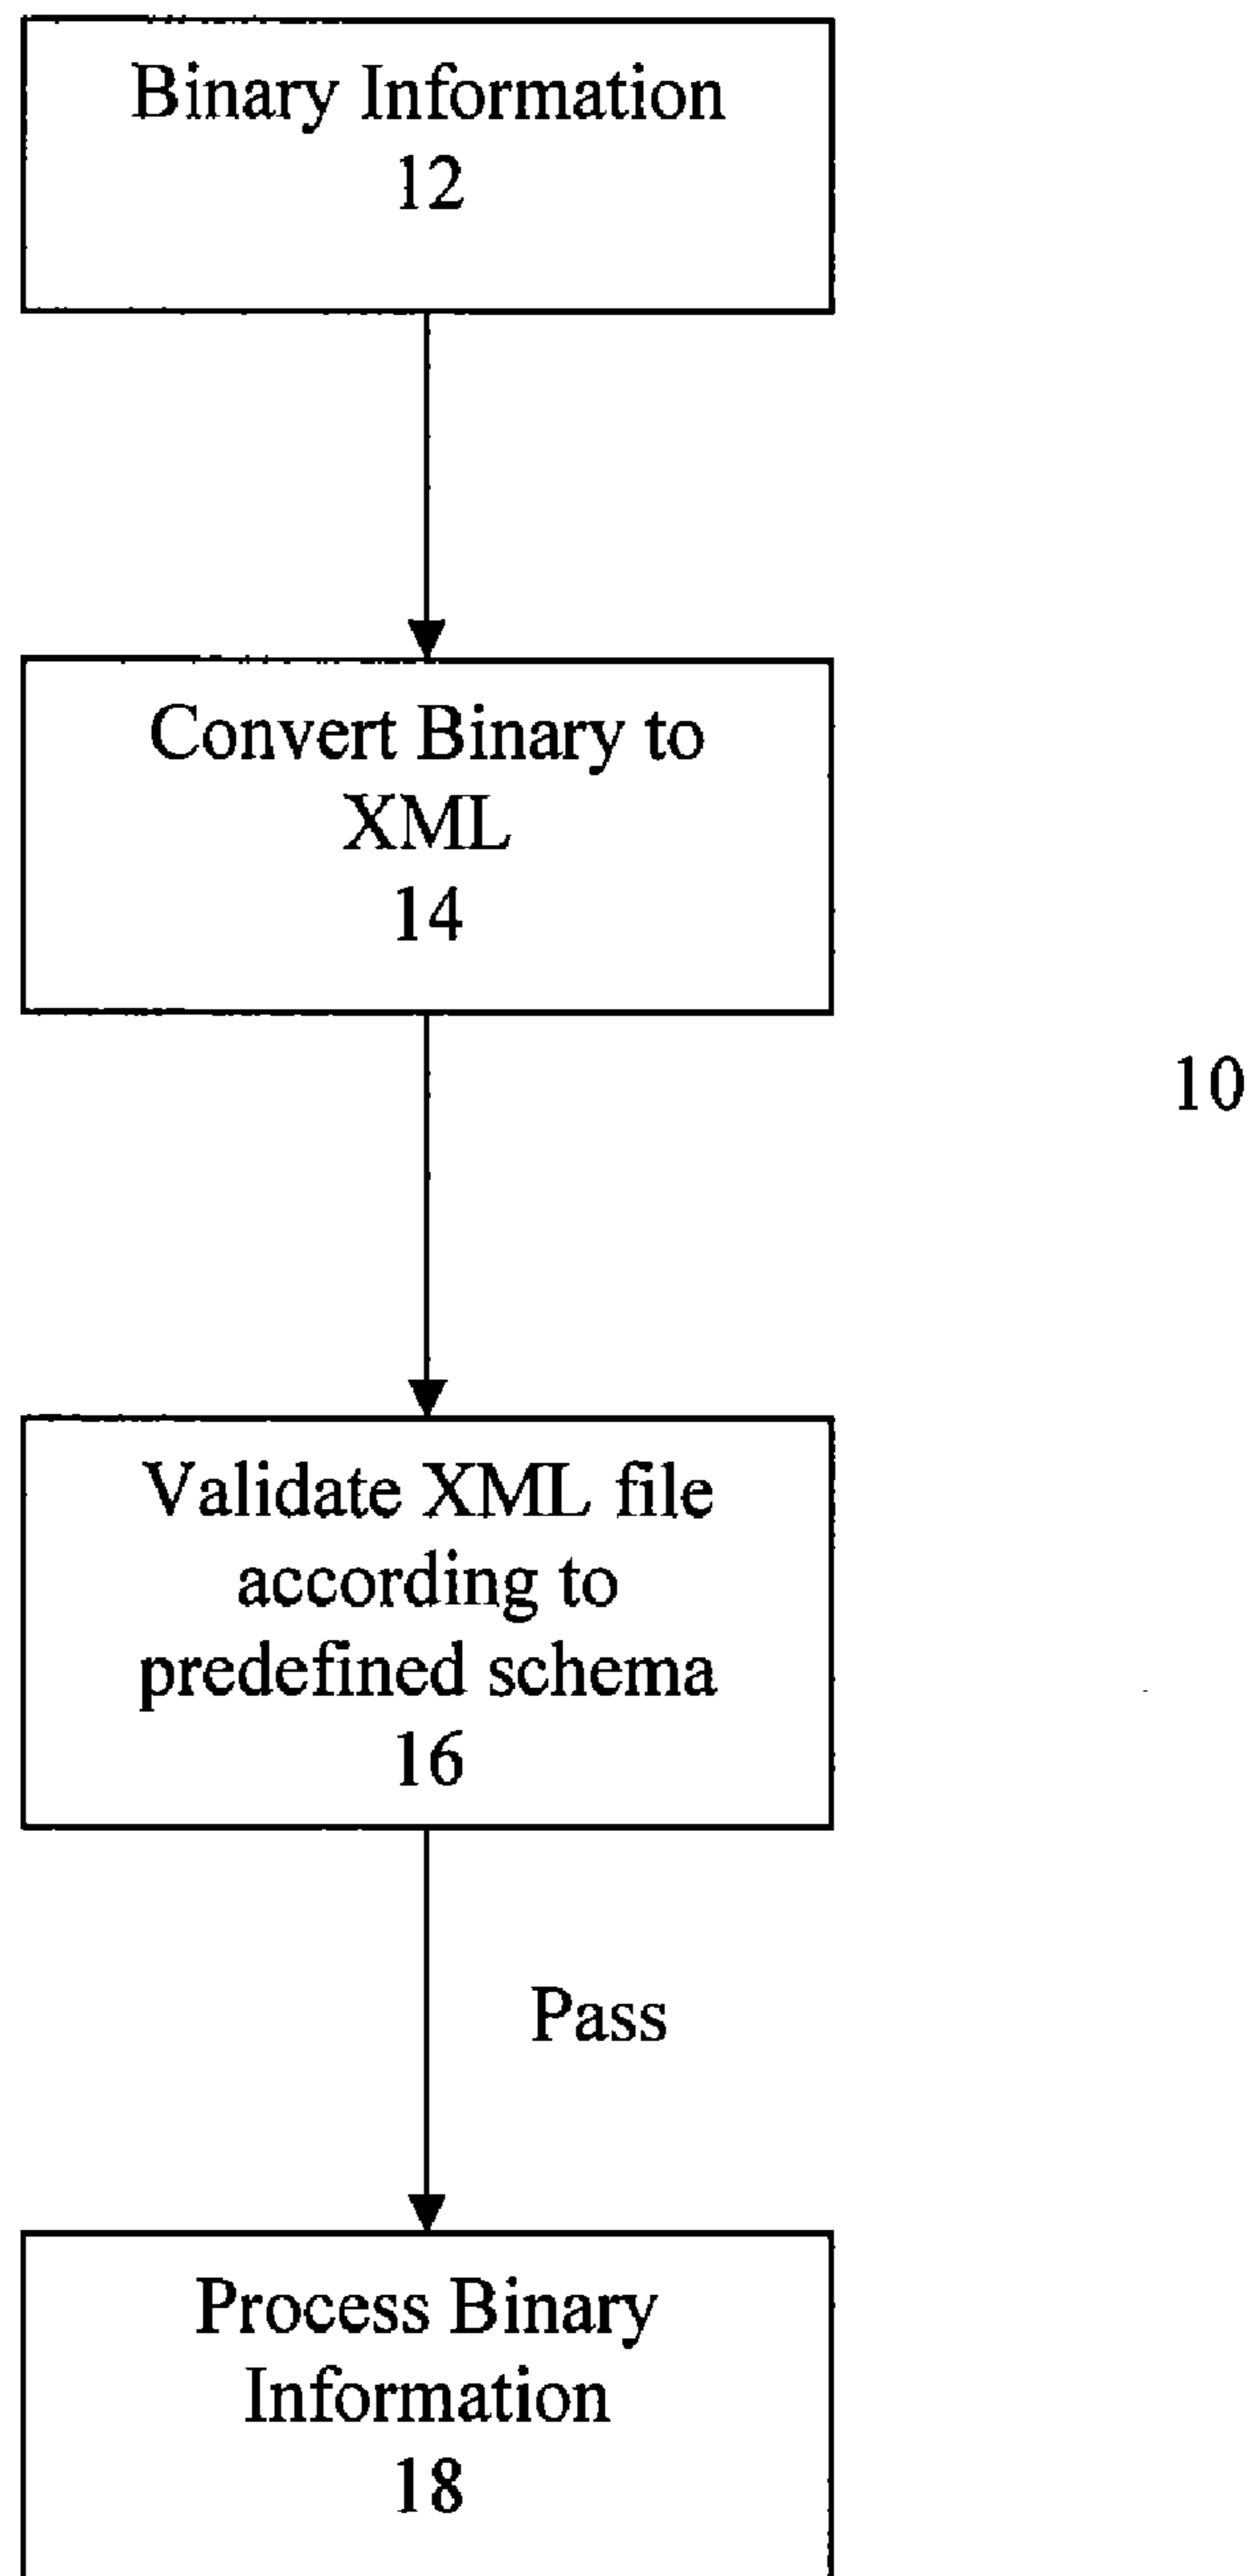 Binary Information
12
Convert Binary to
XML
14
10
Validate XML file
according to
predefined schema
16
Pass
Process Binary
Information
18